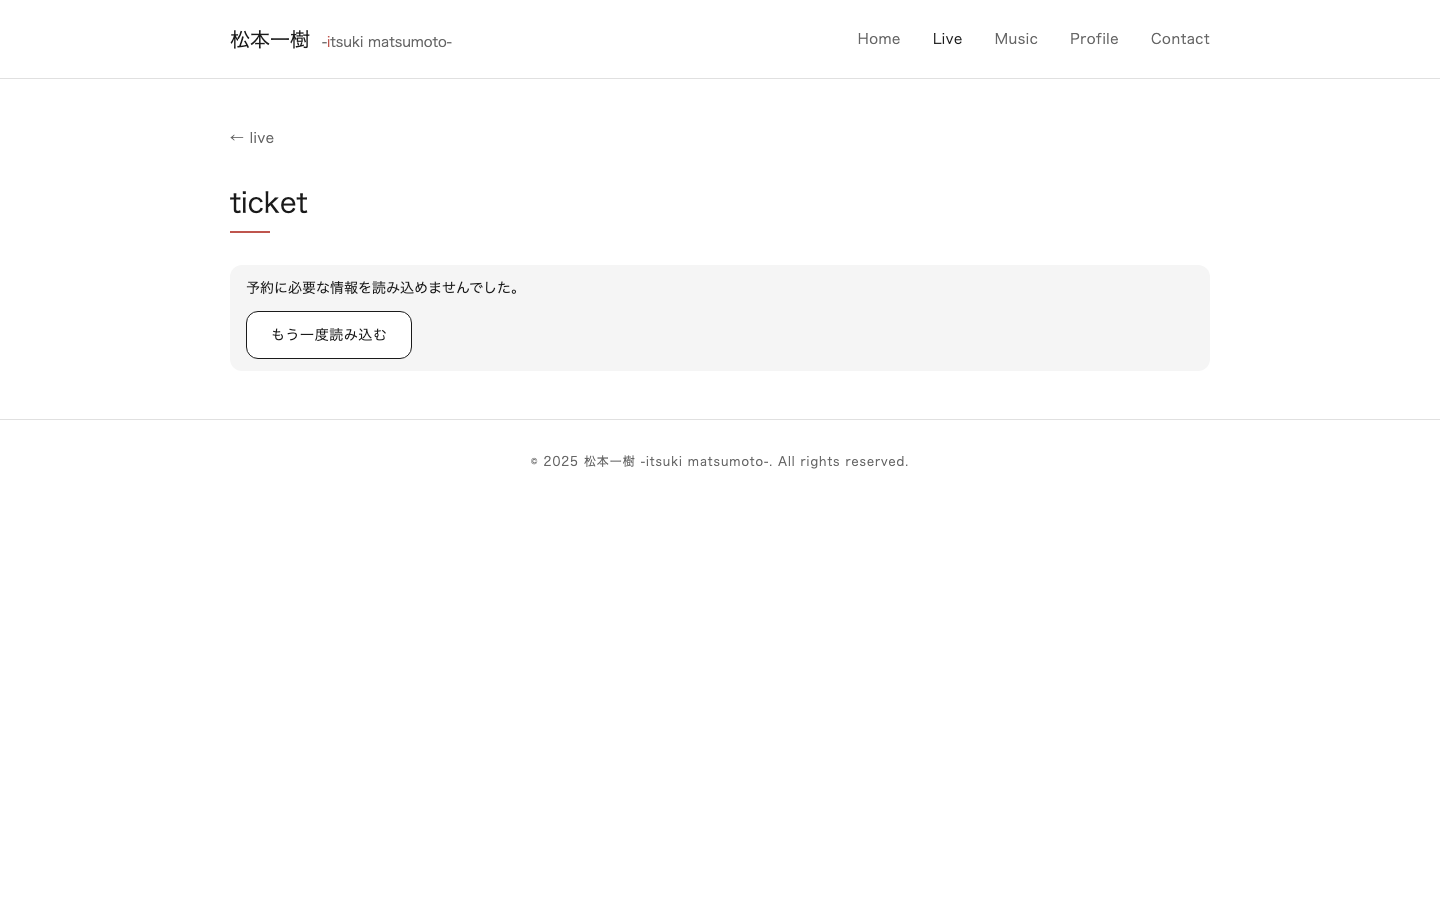 松本一樹 -itsuki matsumoto-
Home Live Music Profile Contact
← live
ticket
予約に必要な情報を読み込めませんでした。
もう一度読み込む
© 2025 松本一樹 -itsuki matsumoto-. All rights reserved.